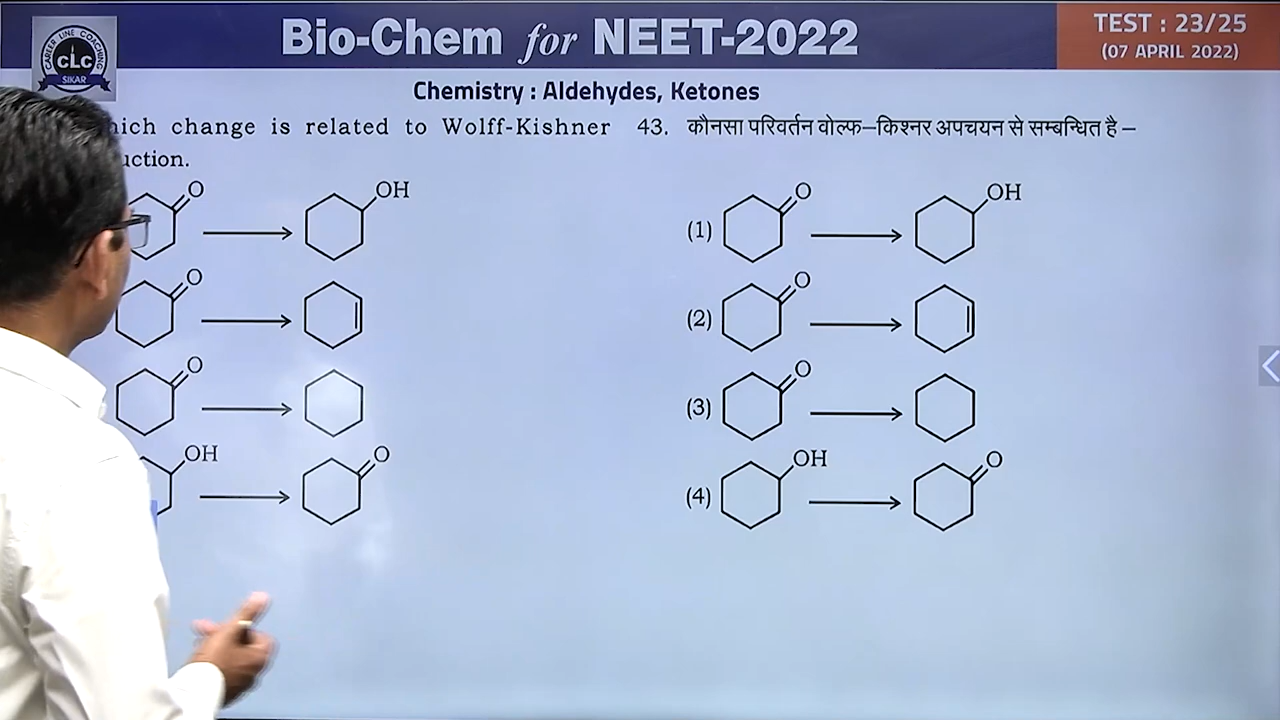 Bio-Chem for NEET-2022
TEST : 23/25
(07 APRIL 2022)
CAREER LINE COACHING
CLC
SIKAR
Chemistry : Aldehydes, Ketones
change is related to Wolff-Kishner
43. कौनसा परिवर्तन वोल्फ–किश्नर अपचयन से सम्बन्धित है –
O
OH
(1)
O
OH
O
(2)
O
O
(3)
O
OH
O
(4)
OH
O